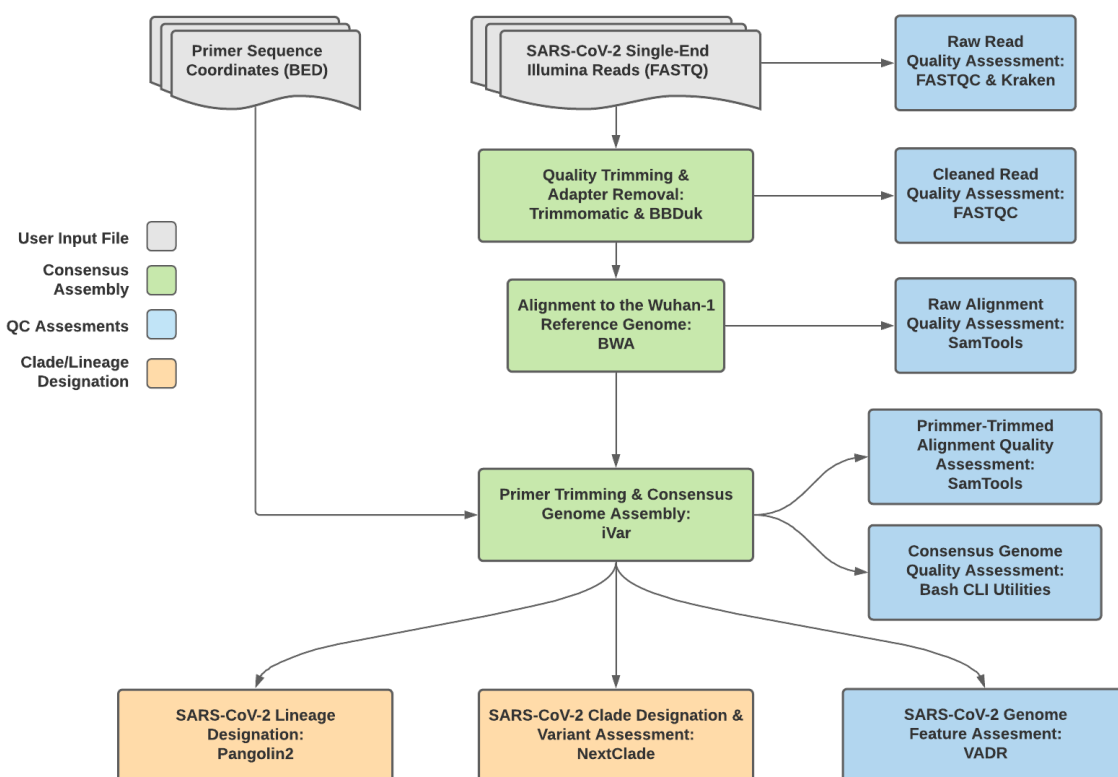 Primer Sequence
Coordinates (BED)
SARS-CoV-2 Single-End
Illumina Reads (FASTQ)
Raw Read
Quality Assessment:
FASTQC & Kraken
Quality Trimming &
Adapter Removal:
Trimmomatic & BBDuk
Cleaned Read
Quality Assessment:
FASTQC
User Input File
Consensus
Assembly
QC Assesments
Clade/Lineage
Designation
Alignment to the Wuhan-1
Reference Genome:
BWA
Raw Alignment
Quality Assessment:
SamTools
Primer Trimming & Consensus
Genome Assembly:
iVar
Primmer-Trimmed
Alignment Quality
Assessment:
SamTools
Consensus Genome
Quality Assessment:
Bash CLI Utilities
SARS-CoV-2 Lineage
Designation:
Pangolin2
SARS-CoV-2 Clade Designation &
Variant Assessment:
NextClade
SARS-CoV-2 Genome
Feature Assesment:
VADR